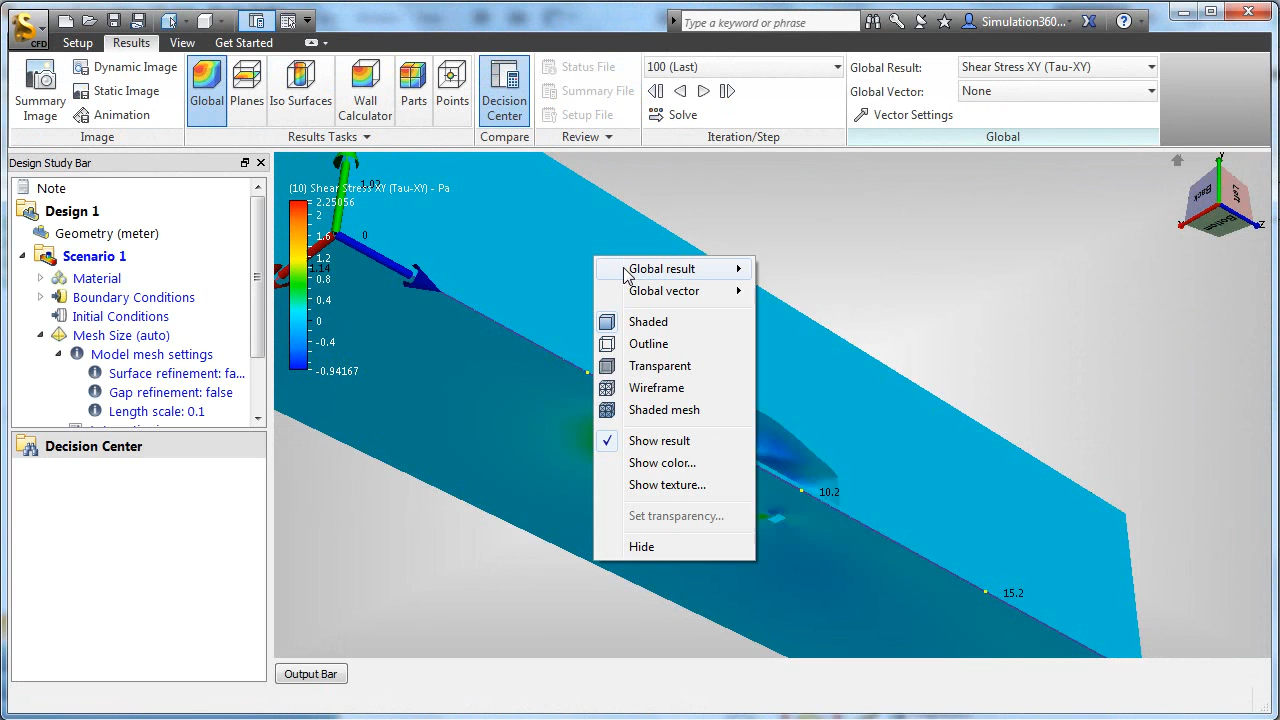 Type a keyword or phrase
Simulation360...
CFD
Setup
Results
View
Get Started
Summary Image
Dynamic Image
Static Image
Animation
Image
Global
Planes
Iso Surfaces
Wall Calculator
Parts
Points
Results Tasks
Decision Center
Compare
Status File
Summary File
Setup File
Review
100 (Last)
Solve
Iteration/Step
Global Result:
Shear Stress XY (Tau-XY)
Global Vector:
None
Vector Settings
Global
Design Study Bar
Note
Design 1
Geometry (meter)
Scenario 1
Material
Boundary Conditions
Initial Conditions
Mesh Size (auto)
Model mesh settings
Surface refinement: fa...
Gap refinement: false
Length scale: 0.1
Decision Center
(10) Shear Stress XY (Tau-XY) - Pa
2.25056
2
1.6
1.2
0.8
0.4
0
-0.4
-0.94167
1.02
0
1.14
10.2
15.2
Global result
Global vector
Shaded
Outline
Transparent
Wireframe
Shaded mesh
Show result
Show color...
Show texture...
Set transparency...
Hide
Y
Back
Left
Bottom
X
Z
Output Bar